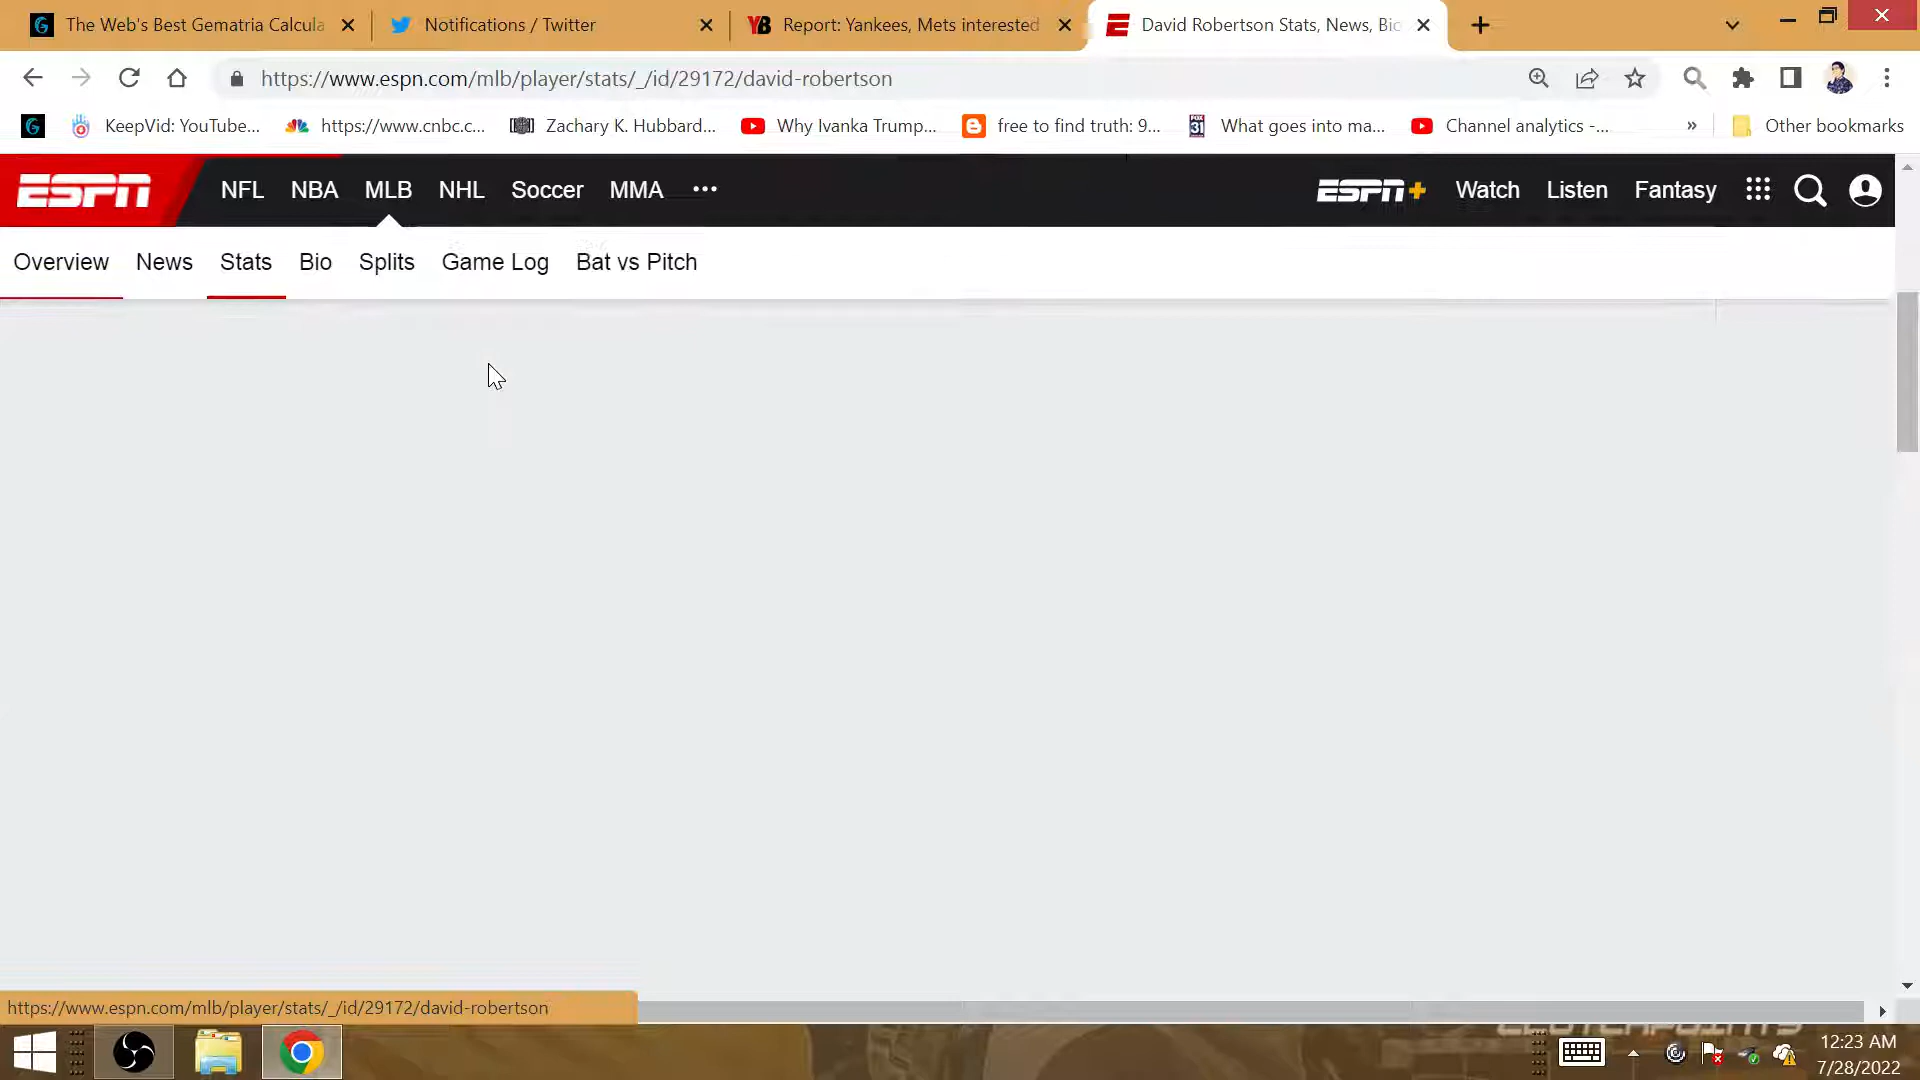 The Web's Best Gematria Calcula
Notifications / Twitter
YB Report: Yankees, Mets interested
David Robertson Stats, News, Bio
https://www.espn.com/mlb/player/stats/_/id/29172/david-robertson
KeepVid: YouTube...
https://www.cnbc.c...
Zachary K. Hubbard...
Why Ivanka Trump...
free to find truth: 9...
FOX 31 What goes into ma...
Channel analytics -...
»
Other bookmarks
ESPN NFL NBA MLB NHL Soccer MMA ••• ESPN+ Watch Listen Fantasy
Overview News Stats Bio Splits Game Log Bat vs Pitch
https://www.espn.com/mlb/player/stats/_/id/29172/david-robertson
CLUTCHPOINTS
12:23 AM
7/28/2022